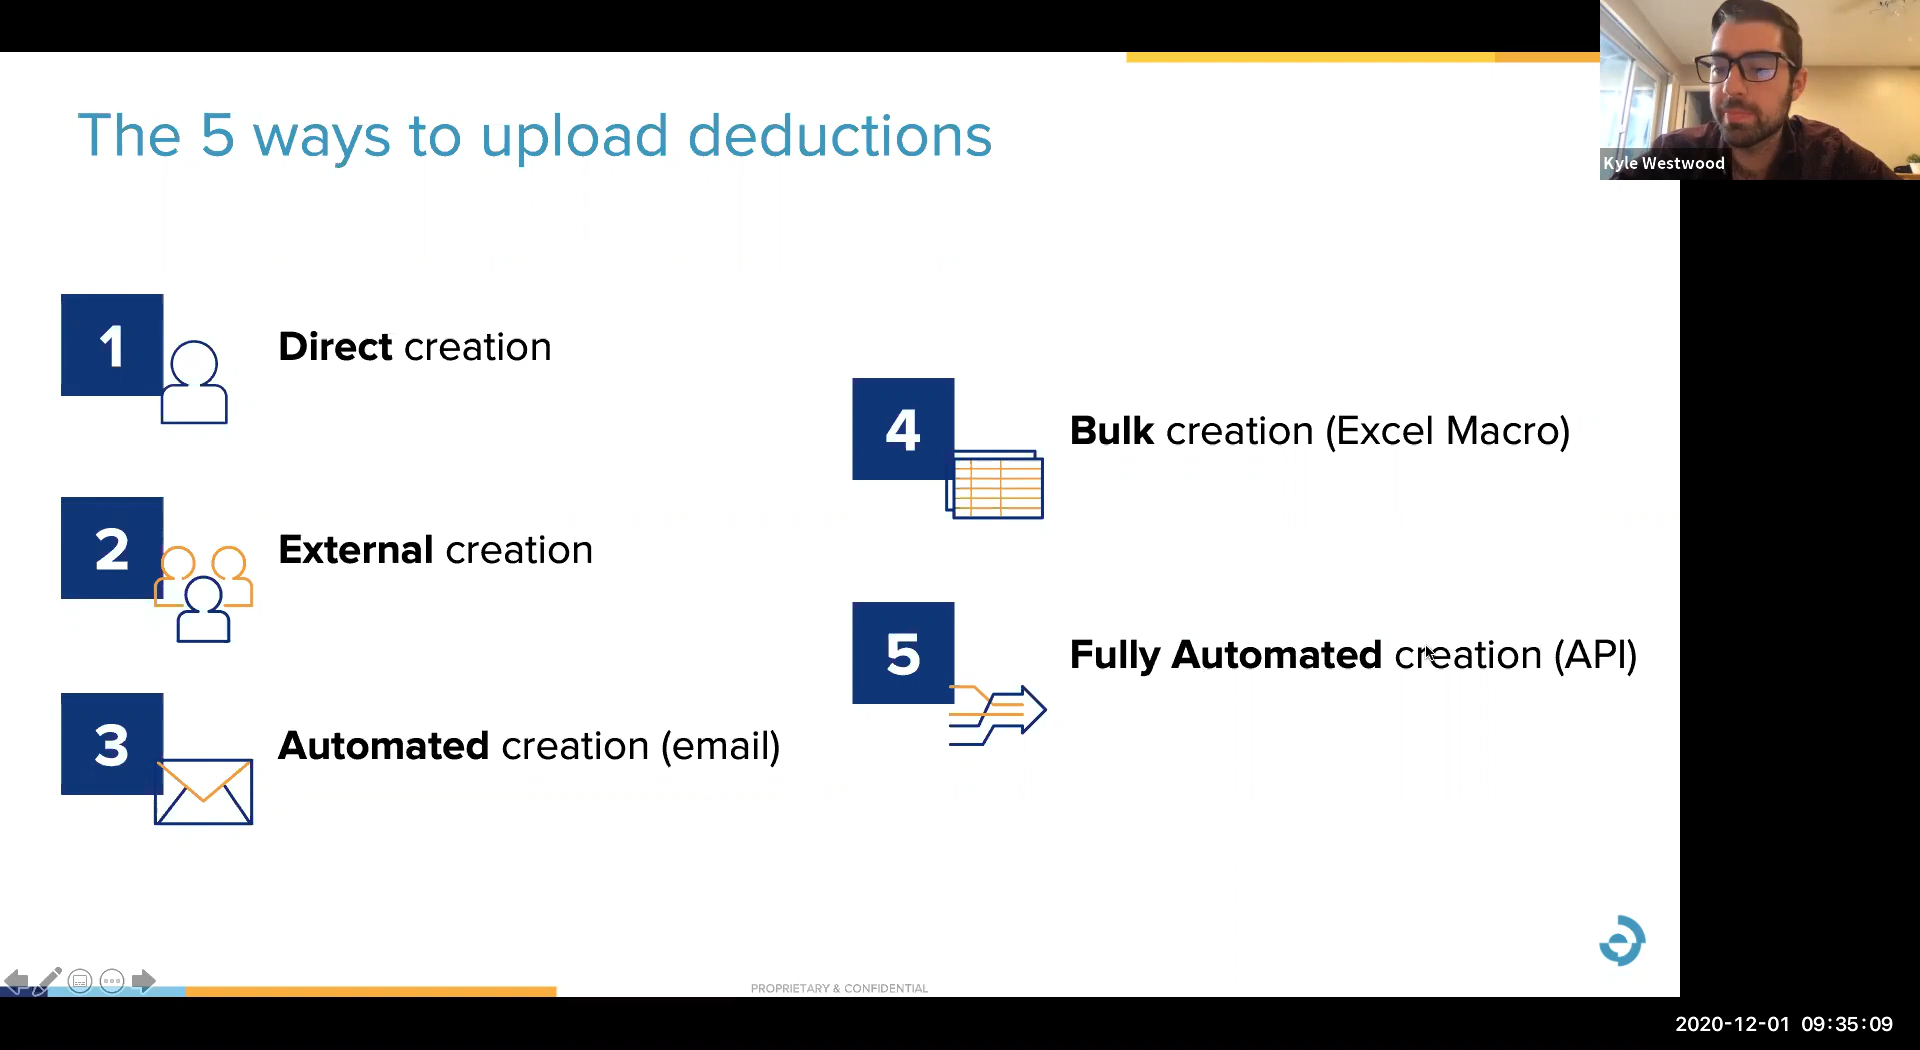 The 5 ways to upload deductions
Kyle Westwood
1
Direct creation
2
External creation
3
Automated creation (email)
4
Bulk creation (Excel Macro)
5
Fully Automated creation (API)
PROPRIETARY & CONFIDENTIAL
2020-12-01 09:35:09